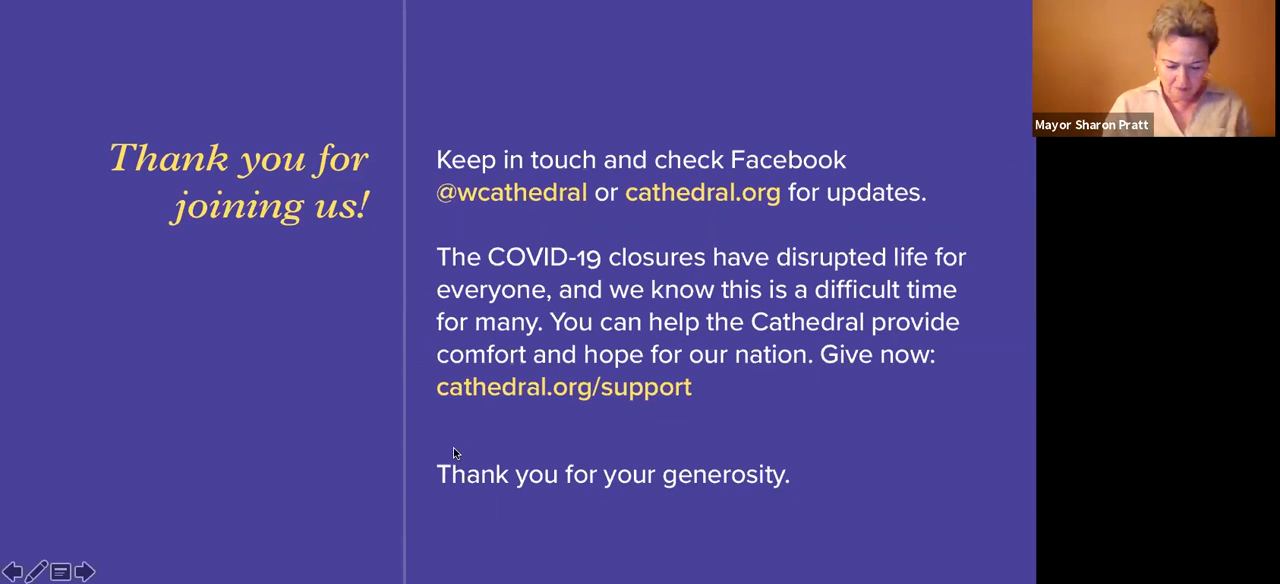 Thank you for
joining us!
Keep in touch and check Facebook
@wcathedral or cathedral.org for updates.
The COVID-19 closures have disrupted life for
everyone, and we know this is a difficult time
for many. You can help the Cathedral provide
comfort and hope for our nation. Give now:
cathedral.org/support
Thank you for your generosity.
Mayor Sharon Pratt